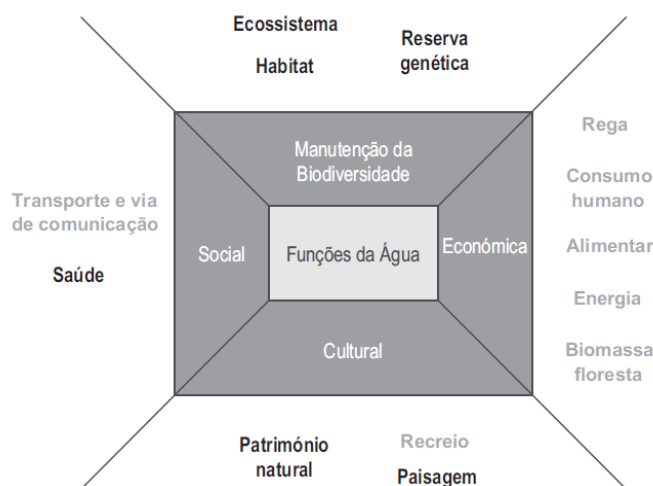 Ecossistema
Habitat
Reserva
genética
Manutenção da
Biodiversidade
Transporte e via
de comunicação
Saúde
Social
Funções da Água
Económica
Rega
Consumo
humano
Alimentar
Energia
Biomassa
floresta
Cultural
Património
natural
Recreio
Paisagem